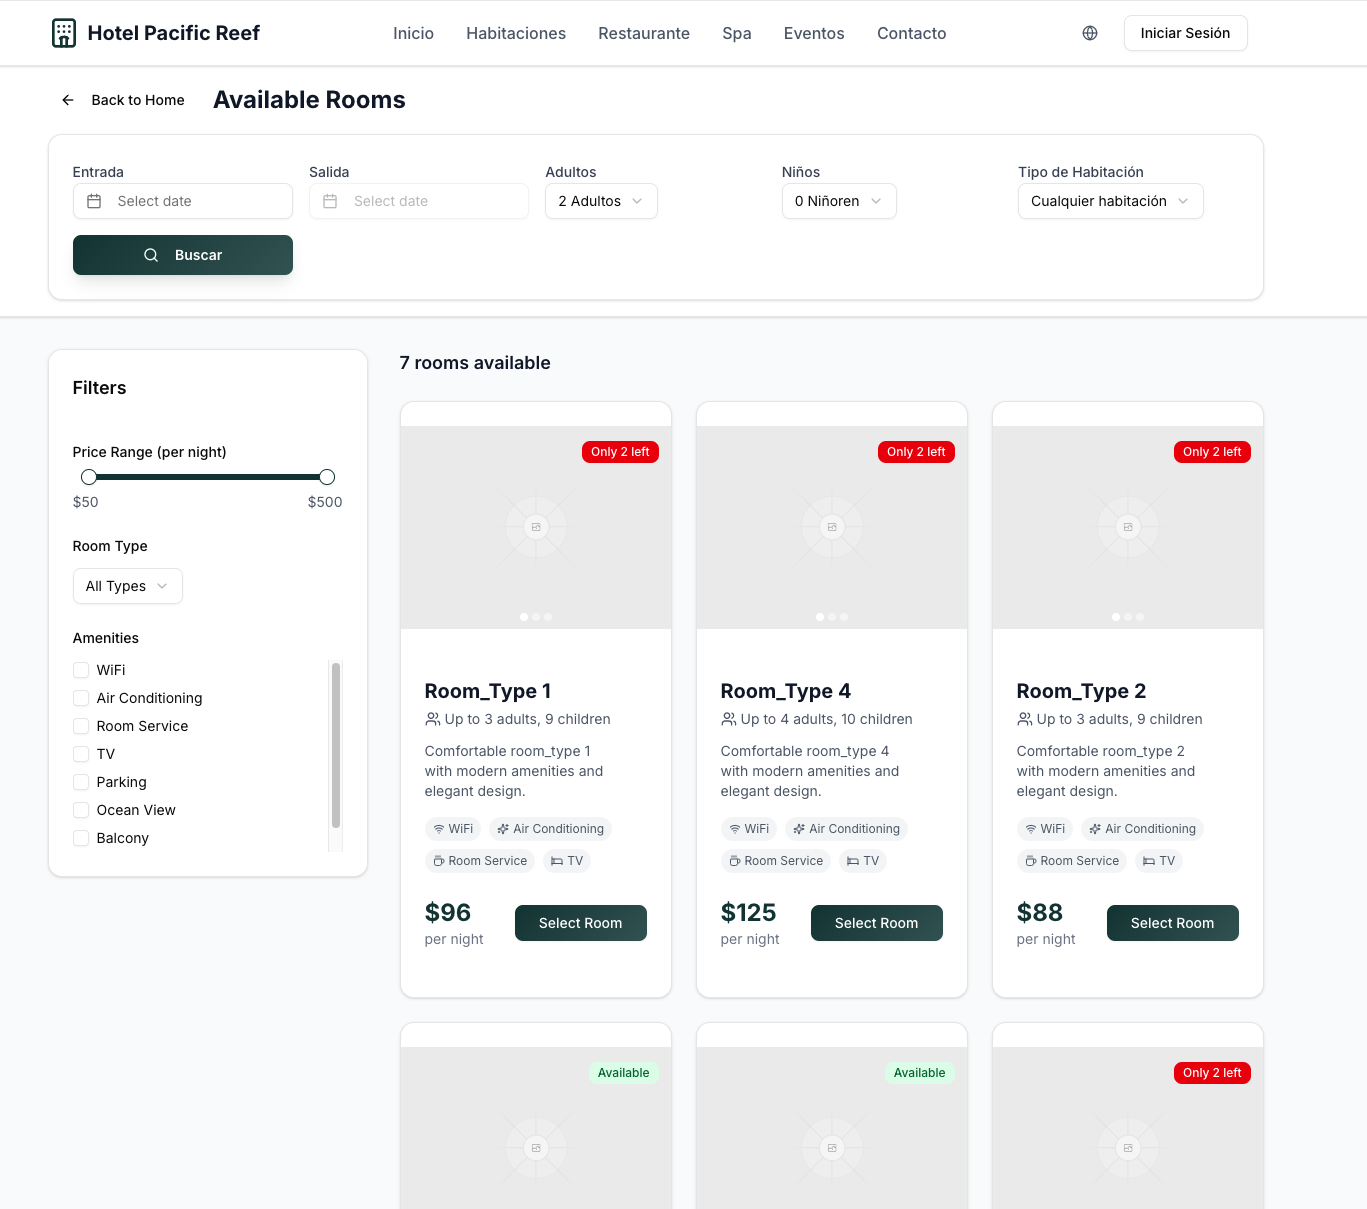 Hotel Pacific Reef
Inicio Habitaciones Restaurante Spa Eventos Contacto
Iniciar Sesión
Back to Home
Available Rooms
Entrada Salida Adultos Niños Tipo de Habitación
Select date Select date 2 Adultos 0 Niñoren Cualquier habitación
Buscar
Filters
Price Range (per night)
$50 $500
Room Type
All Types
Amenities
WiFi
Air Conditioning
Room Service
TV
Parking
Ocean View
Balcony
7 rooms available
Only 2 left
Room_Type 1
Up to 3 adults, 9 children
Comfortable room_type 1
with modern amenities and
elegant design.
WiFi Air Conditioning
Room Service TV
$96
per night
Select Room
Only 2 left
Room_Type 4
Up to 4 adults, 10 children
Comfortable room_type 4
with modern amenities and
elegant design.
WiFi Air Conditioning
Room Service TV
$125
per night
Select Room
Only 2 left
Room_Type 2
Up to 3 adults, 9 children
Comfortable room_type 2
with modern amenities and
elegant design.
WiFi Air Conditioning
Room Service TV
$88
per night
Select Room
Available
Available
Only 2 left